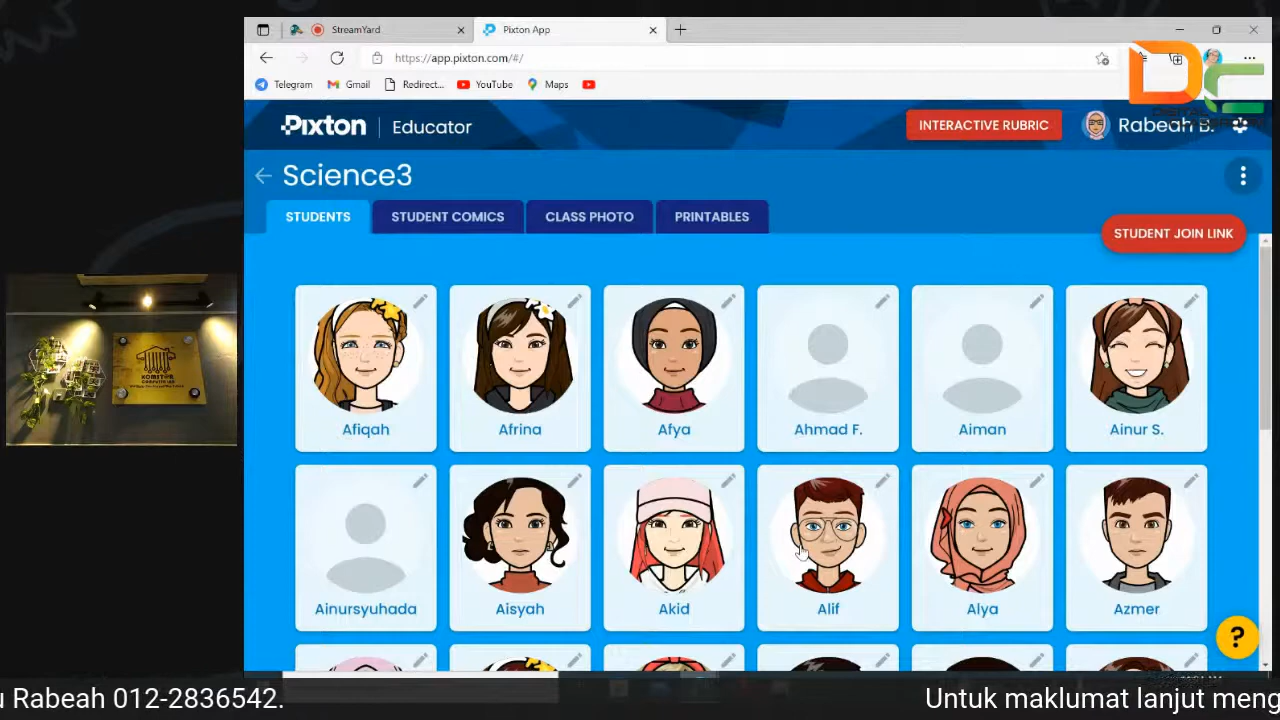 StreamYard
Pixton App
https://app.pixton.com/#/
Telegram
Gmail
Redirect...
YouTube
Maps
Pixton
Educator
INTERACTIVE RUBRIC
Rabeah B.
Science3
STUDENTS
STUDENT COMICS
CLASS PHOTO
PRINTABLES
STUDENT JOIN LINK
Afiqah
Afrina
Afya
Ahmad F.
Aiman
Ainur S.
Ainursyuhada
Aisyah
Akid
Alif
Alya
Azmer
?
u Rabeah 012-2836542.
Untuk maklumat lanjut meng